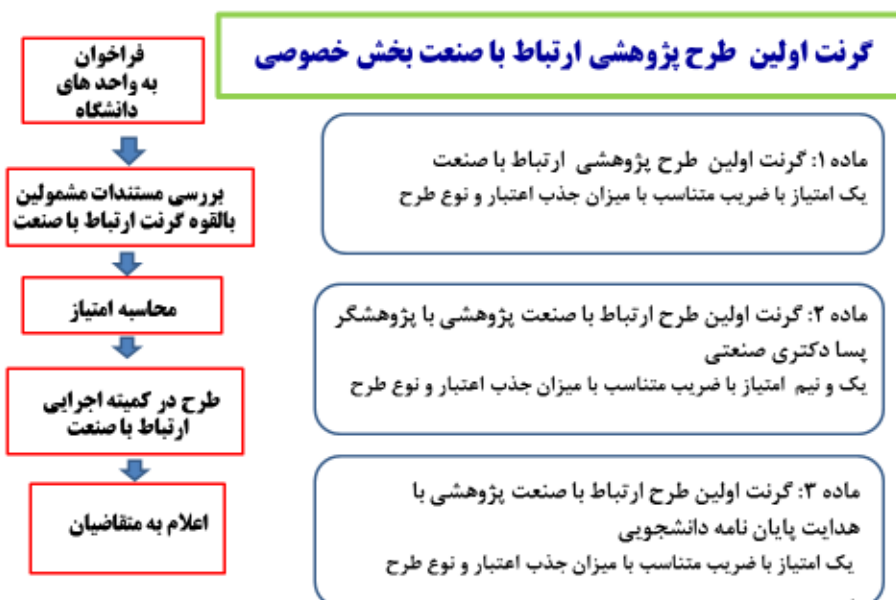 گرنت اولین طرح پژوهشی ارتباط با صنعت بخش خصوصی
فراخوان
به واحد های
دانشگاه
بررسی مستندات مشمولین
بالقوه گرنت ارتباط با صنعت
محاسبه امتیاز
طرح در کمیته اجرایی
ارتباط با صنعت
اعلام به متقاضیان
ماده ۱: گرنت اولین طرح پژوهشی ارتباط با صنعت
یک امتیاز با ضریب متناسب با میزان جذب اعتبار و نوع طرح
ماده ۲: گرنت اولین طرح ارتباط با صنعت پژوهشی با پژوهشگر
پسا دکتری صنعتی
یک و نیم امتیاز با ضریب متناسب با میزان جذب اعتبار و نوع طرح
ماده ۳: گرنت اولین طرح ارتباط با صنعت پژوهشی با
هدایت پایان نامه دانشجویی
یک امتیاز با ضریب متناسب با میزان جذب اعتبار و نوع طرح